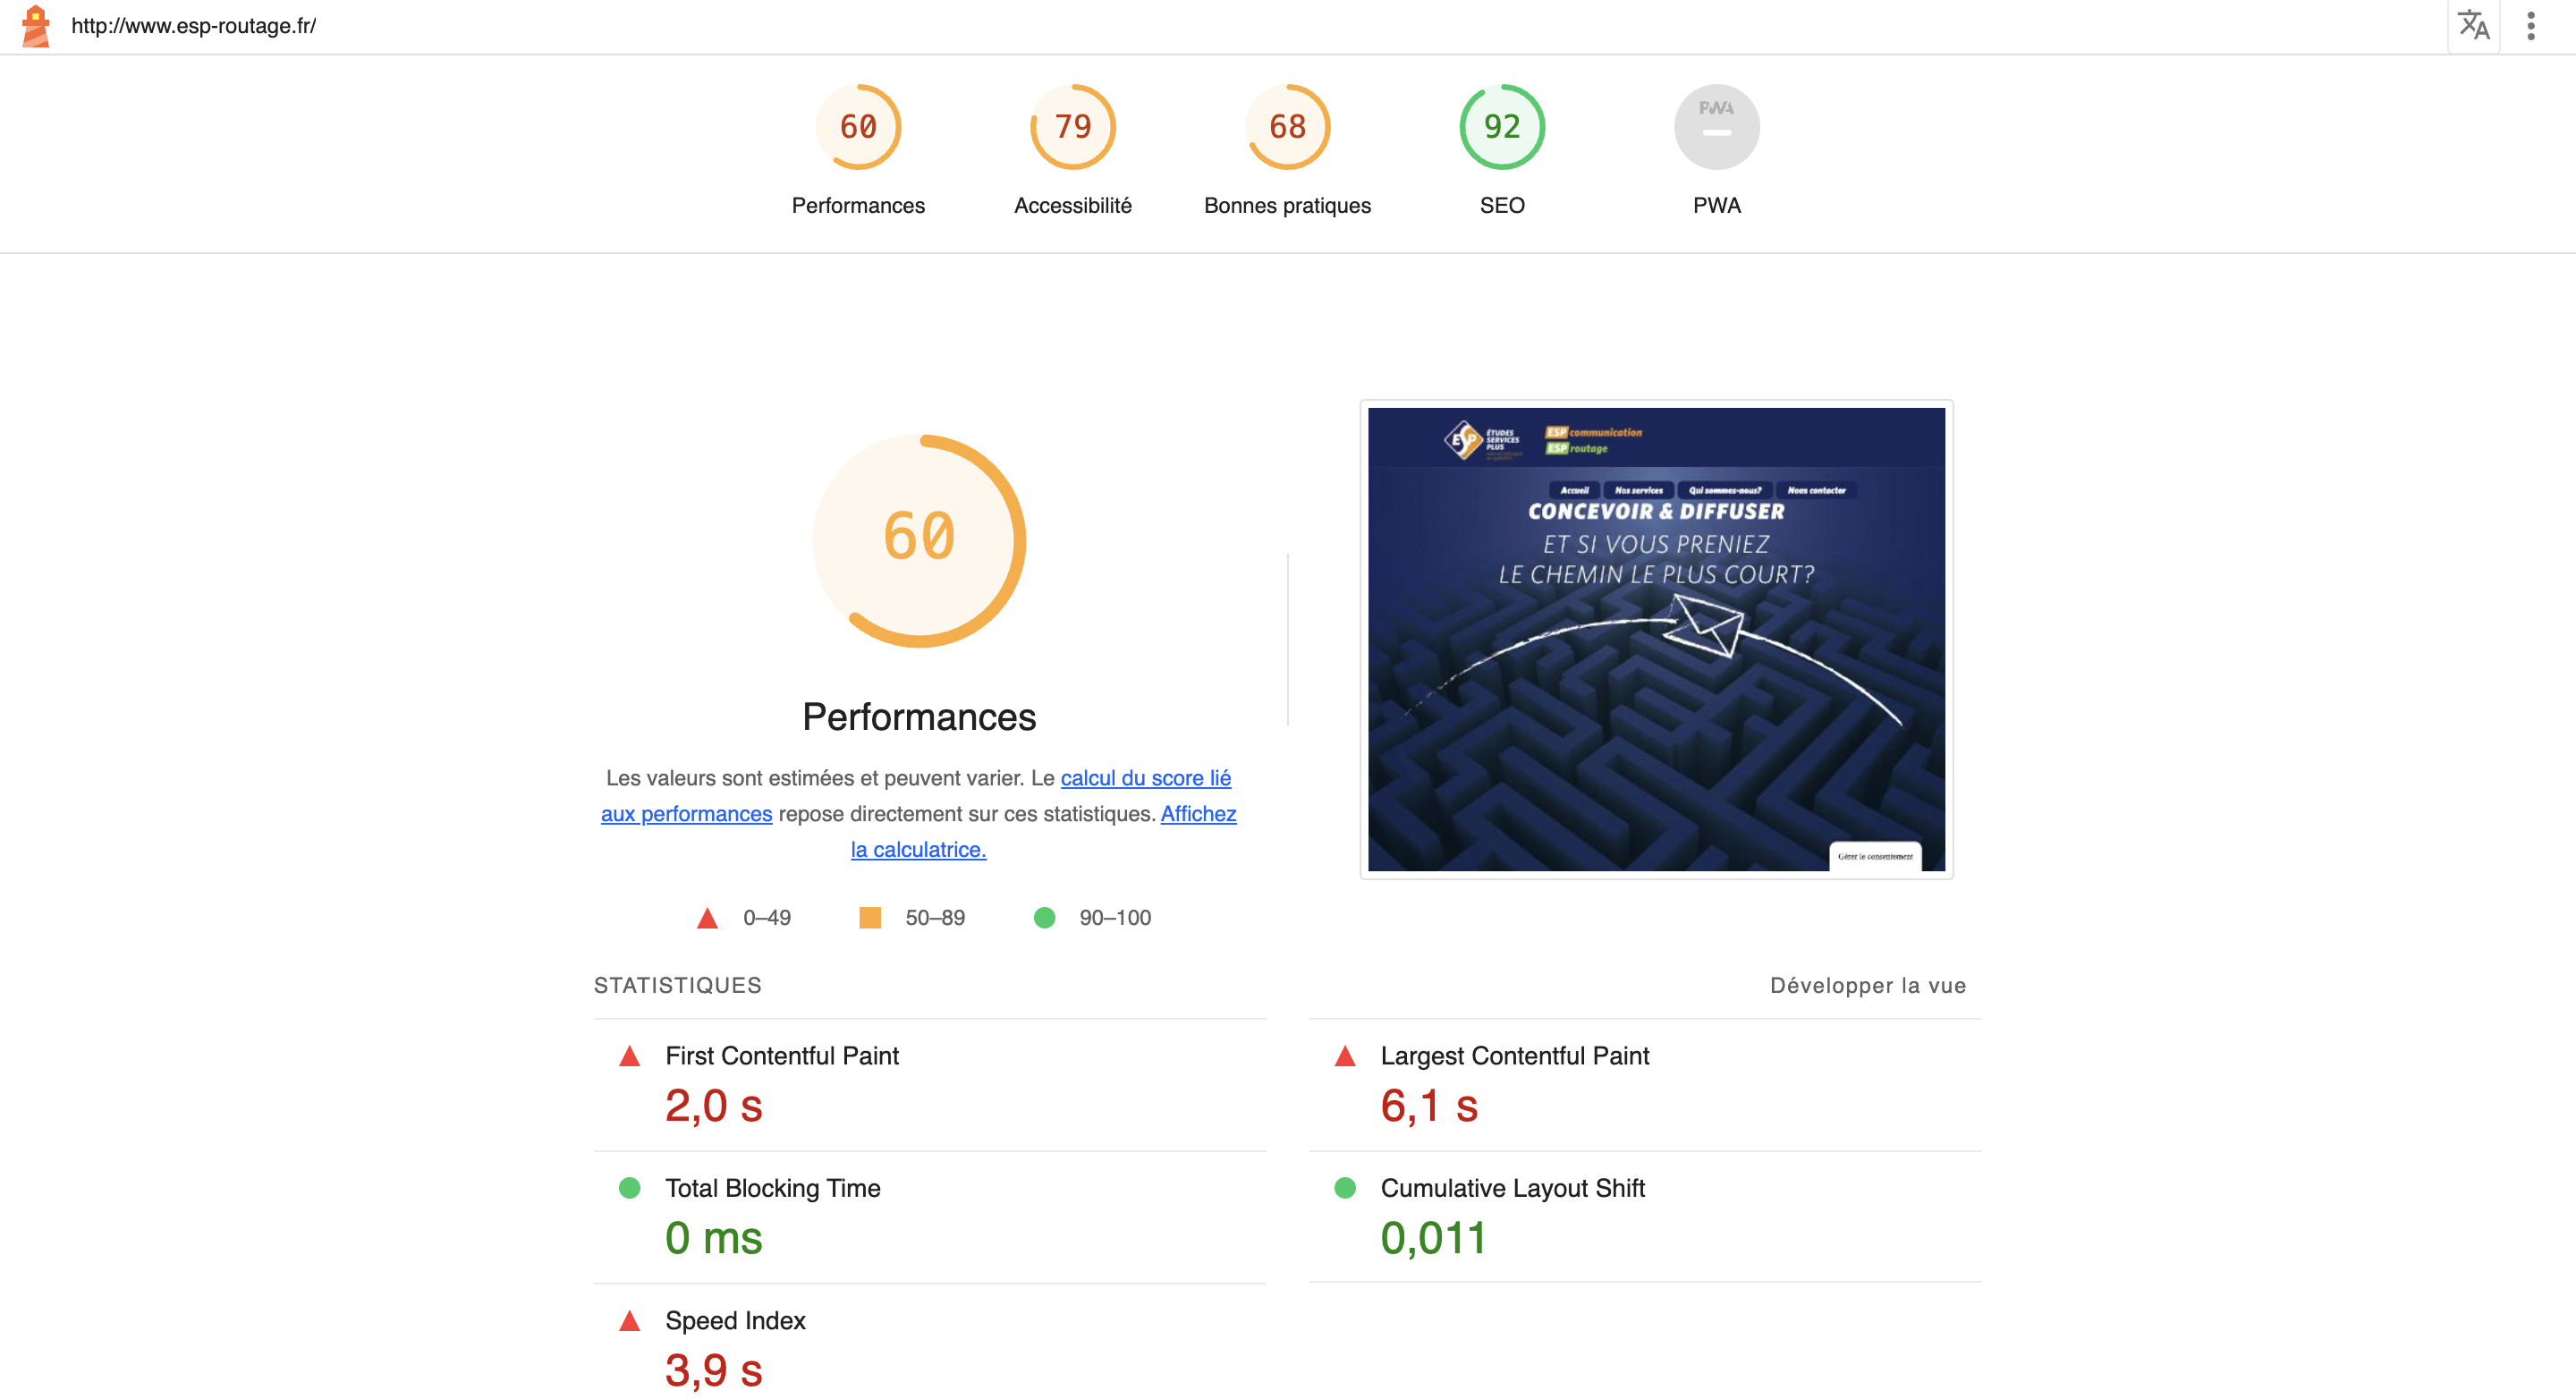 http://www.esp-routage.fr/
60
79
68
92
PWA
Performances
Accessibilité
Bonnes pratiques
SEO
PWA
60
Performances
Les valeurs sont estimées et peuvent varier. Le calcul du score lié
aux performances repose directement sur ces statistiques. Affichez
la calculatrice.
0–49
50–89
90–100
ESP
ÉTUDES
SERVICES
PLUS
ESP communication
ESP routage
Accueil
Nos services
Qui sommes-nous?
Nous contacter
CONCEVOIR & DIFFUSER
ET SI VOUS PRENIEZ
LE CHEMIN LE PLUS COURT?
Gérer le consentement
STATISTIQUES
Développer la vue
First Contentful Paint
2,0 s
Largest Contentful Paint
6,1 s
Total Blocking Time
0 ms
Cumulative Layout Shift
0,011
Speed Index
3,9 s